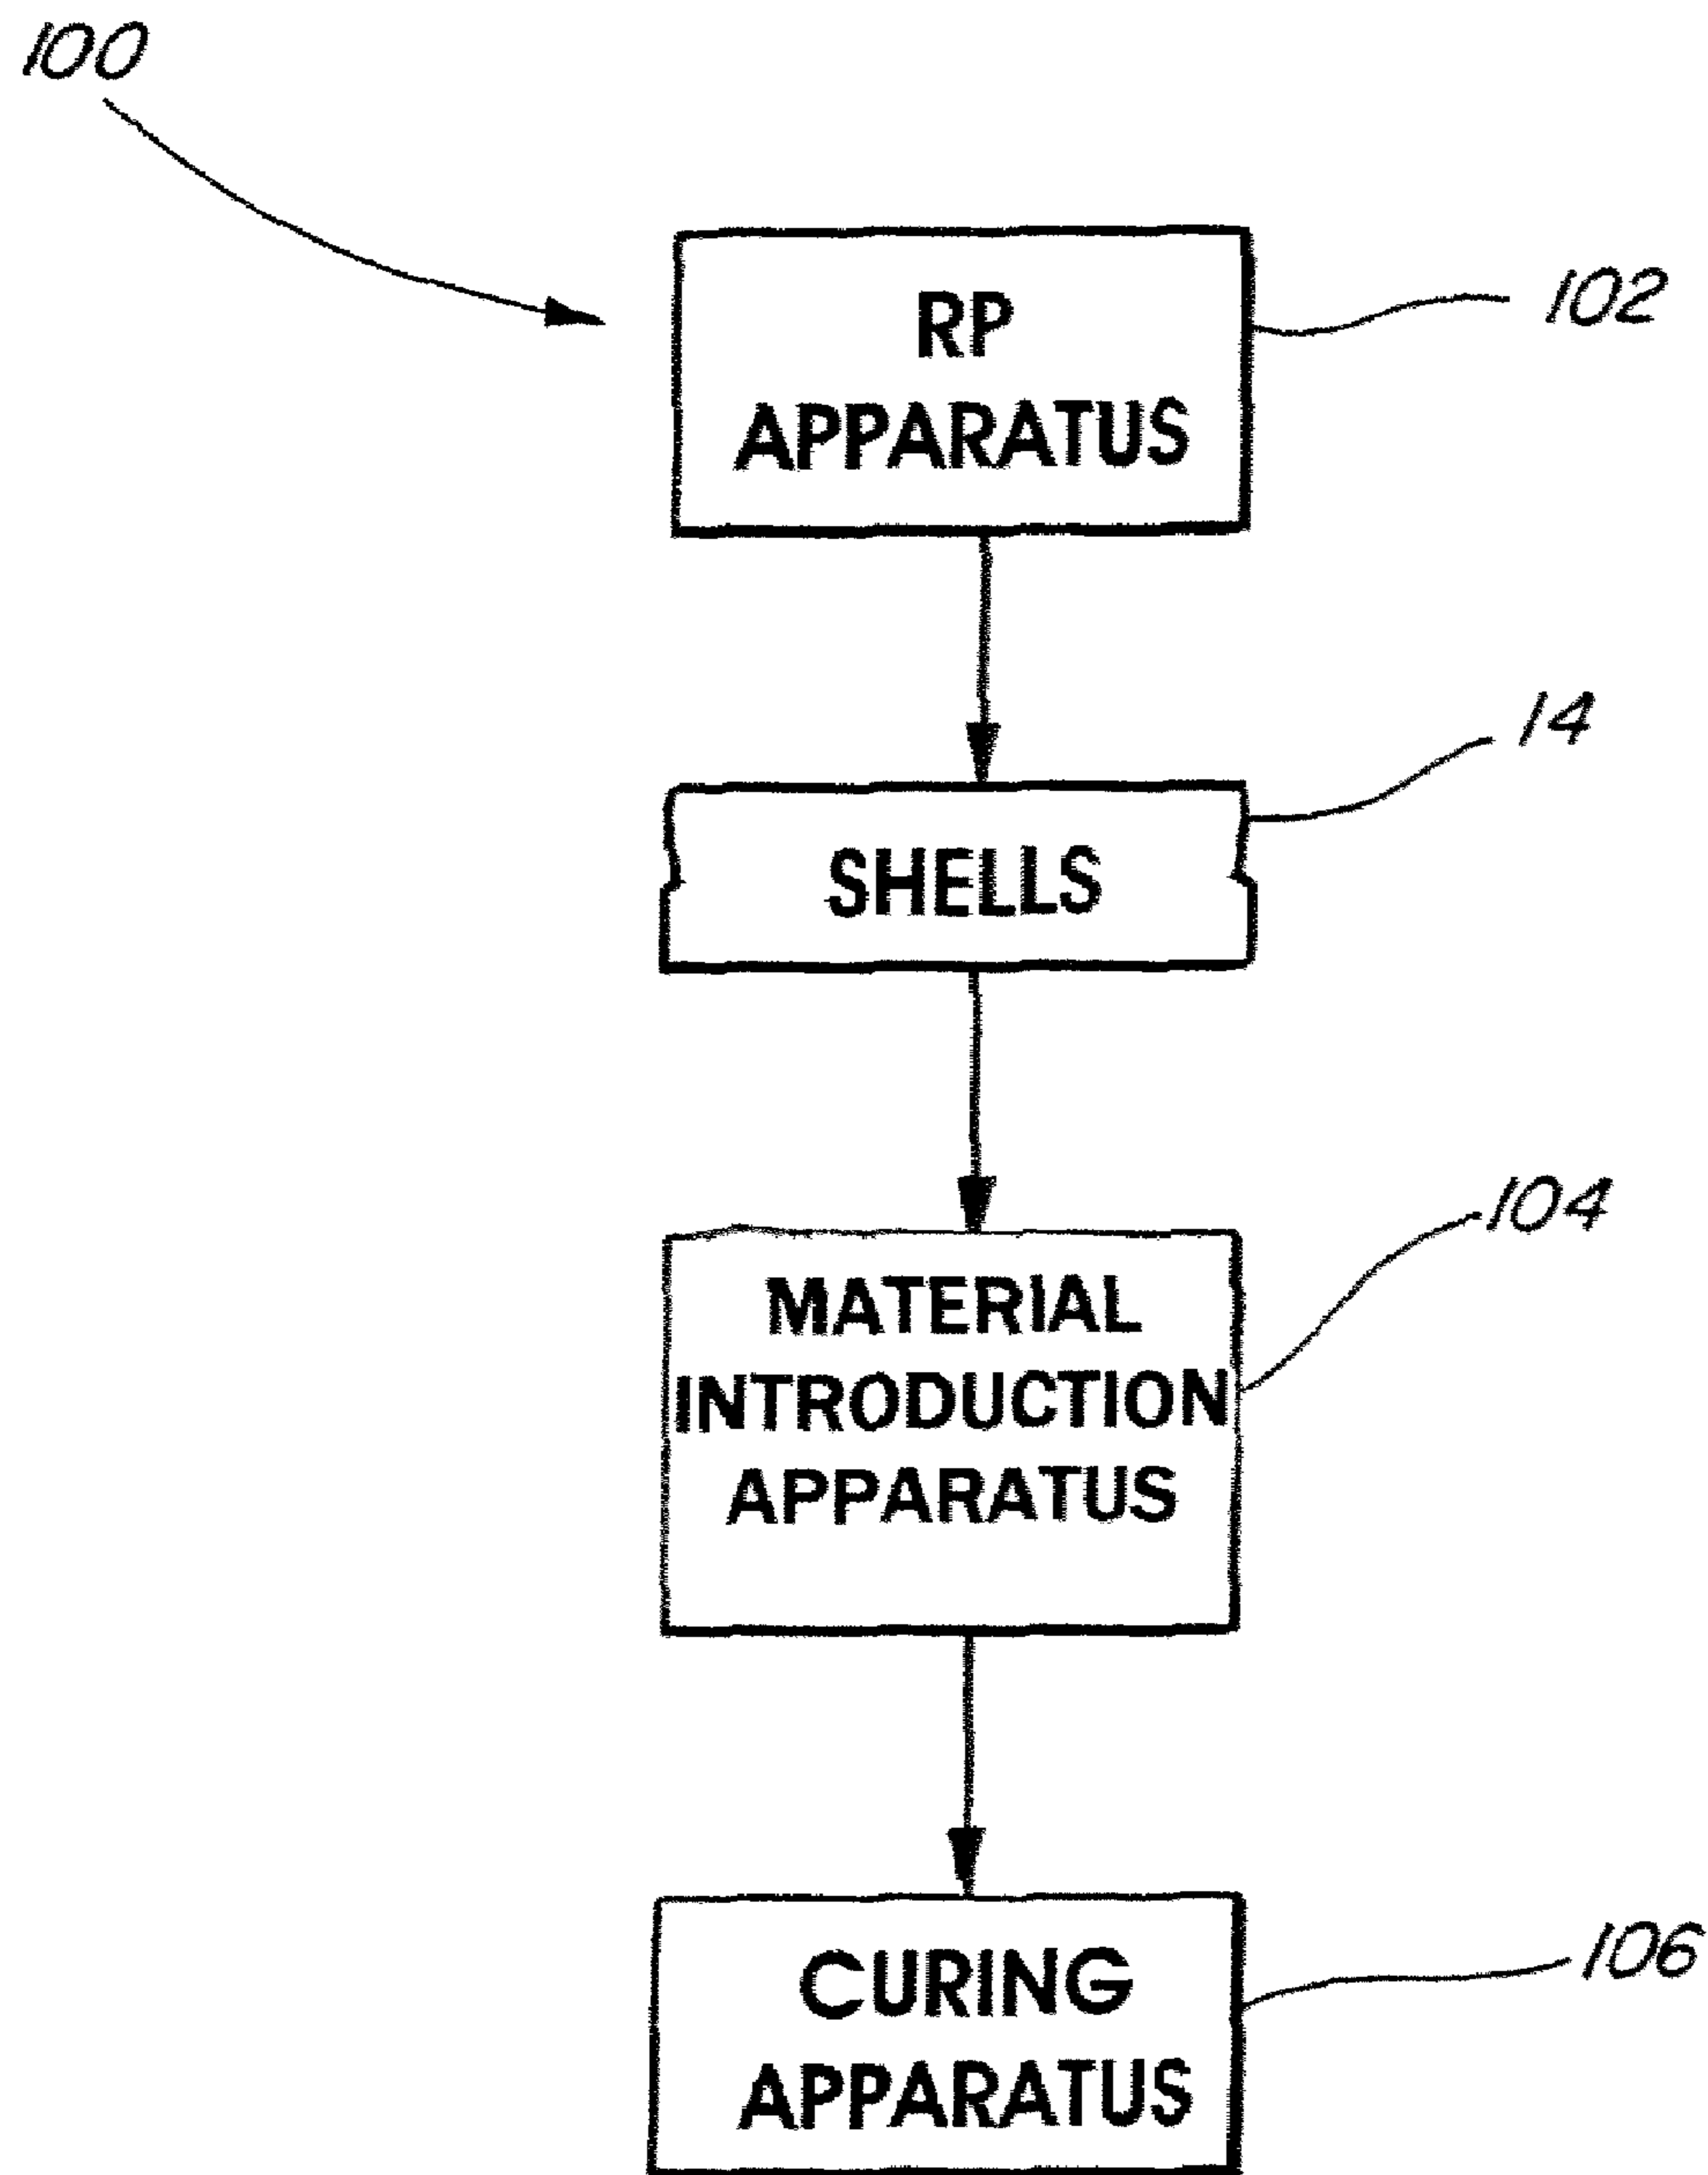 100
RP
APPARATUS
102
14
SHELLS
104
MATERIAL
INTRODUCTION
APPARATUS
106
CURING
APPARATUS